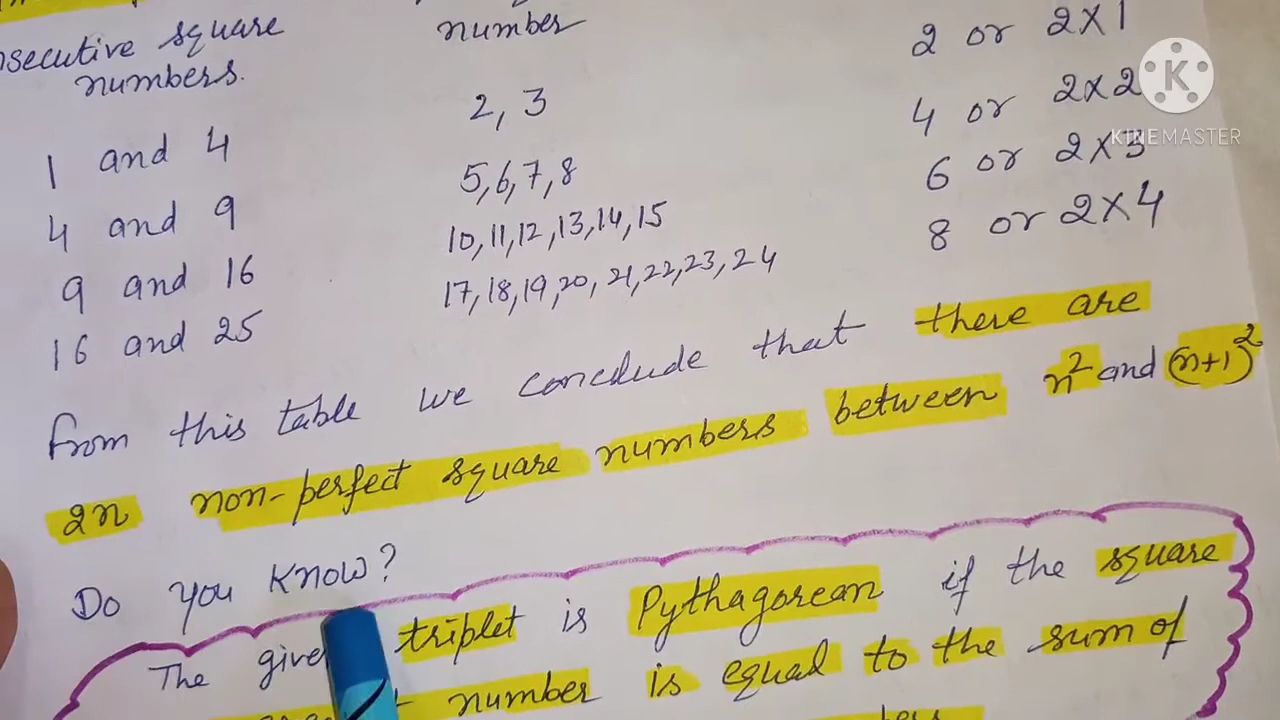 secutive square
numbers.
number
1 and 4
2, 3
2 or 2×1
4 and 9
5,6,7,8
4 or 2×2
9 and 16
10,11,12,13,14,15
6 or 2×3
16 and 25
17,18,19,20,21,22,23,24
8 or 2×4
K
KINEMASTER
from this table we conclude that there are
2n non-perfect square numbers between n² and (n+1)²
Do you know?
The given triplet is Pythagorean if the square
number is equal to the sum of